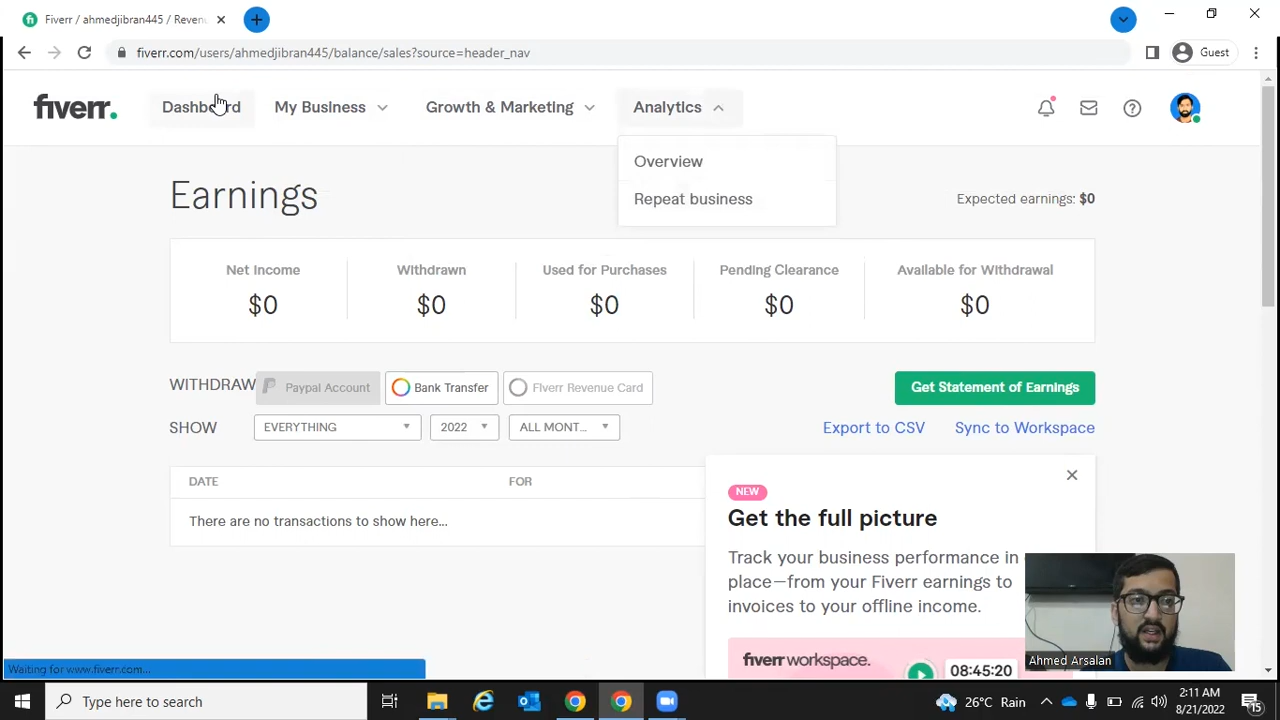 Fiverr / ahmedjibran445 / Reven
fiverr.com/users/ahmedjibran445/balance/sales?source=header_nav
Guest
fiverr.
Dashboard
My Business
Growth & Marketing
Analytics
Overview
Repeat business
Earnings
Expected earnings: $0
Net Income
Withdrawn
Used for Purchases
Pending Clearance
Available for Withdrawal
$0
$0
$0
$0
$0
WITHDRAW
Paypal Account
Bank Transfer
Fiverr Revenue Card
Get Statement of Earnings
SHOW
EVERYTHING
2022
ALL MONT...
Export to CSV
Sync to Workspace
DATE
FOR
There are no transactions to show here...
NEW
Get the full picture
Track your business performance in
place—from your Fiverr earnings to
invoices to your offline income.
fiverr workspace.
08:45:20
Ahmed Arsalan
Waiting for www.fiverr.com...
Type here to search
26°C Rain
2:11 AM
8/21/2022
15